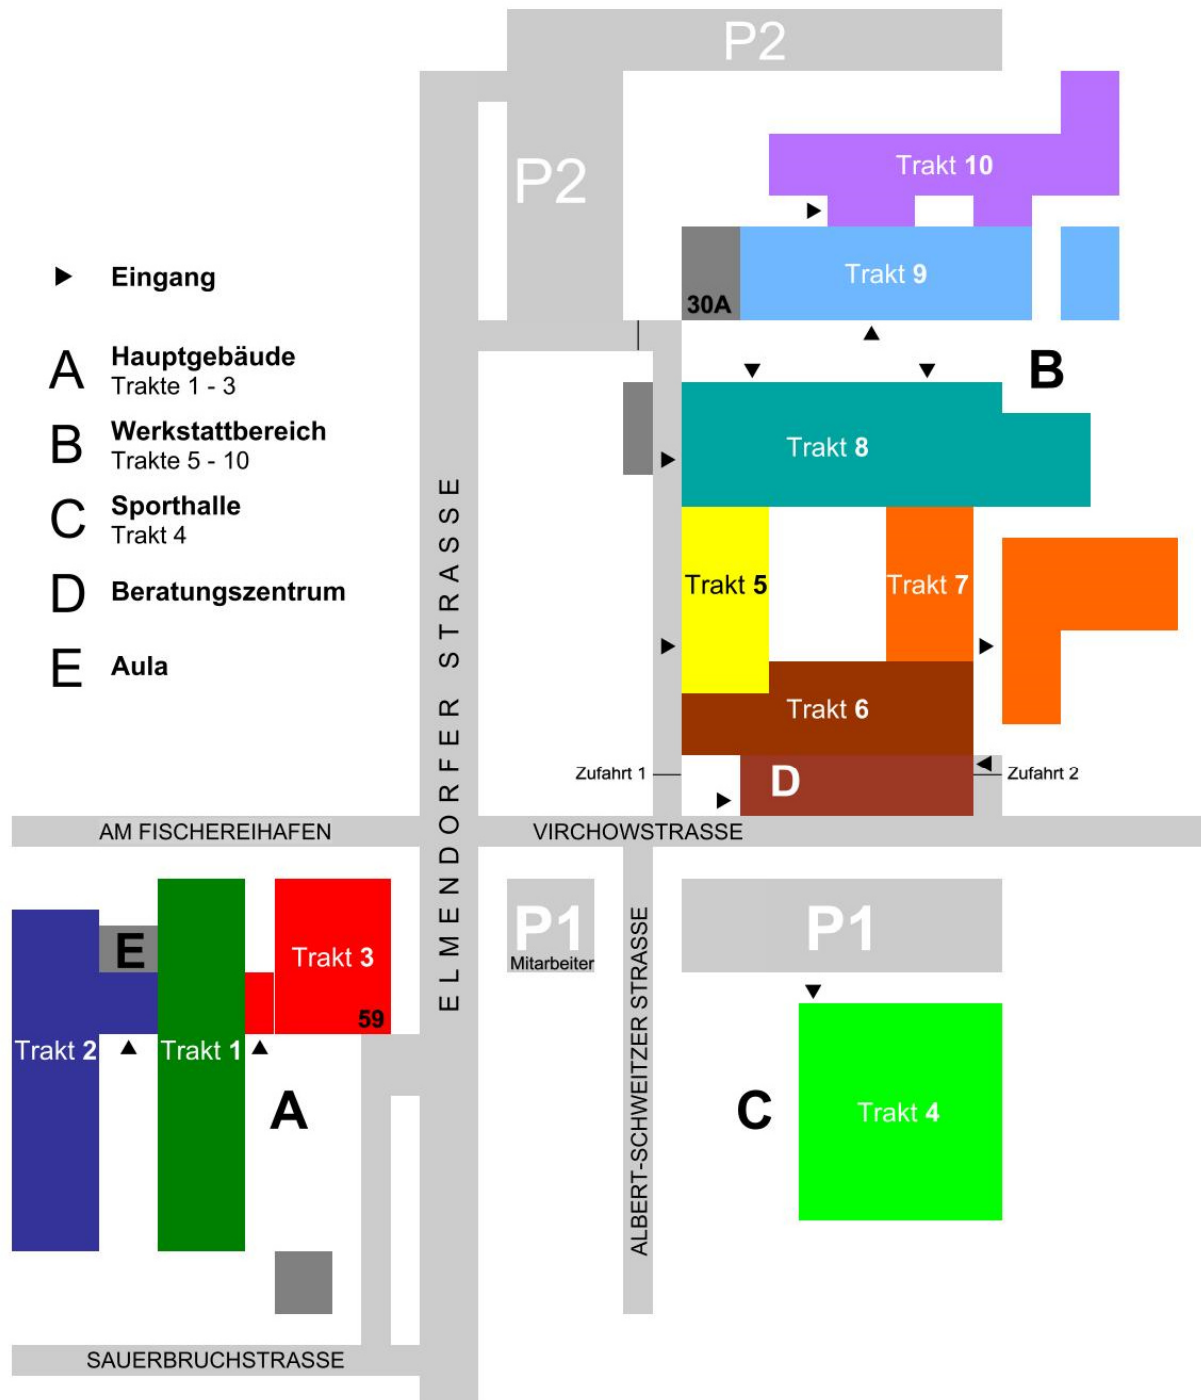 P2
P2
Trakt 10
Eingang
Trakt 9
30A
A Hauptgebäude
Trakte 1 - 3
B
B Werkstattbereich
Trakte 5 - 10
Trakt 8
C Sporthalle
Trakt 4
D Beratungszentrum
Trakt 5
Trakt 7
E Aula
Trakt 6
Zufahrt 1
D
Zufahrt 2
ELMENDORFER STRASSE
AM FISCHEREIHAFEN
VIRCHOWSTRASSE
P1
Mitarbeiter
P1
E
Trakt 3
59
Trakt 2
Trakt 1
A
ALBERT-SCHWEITZER STRASSE
C
Trakt 4
SAUERBRUCHSTRASSE